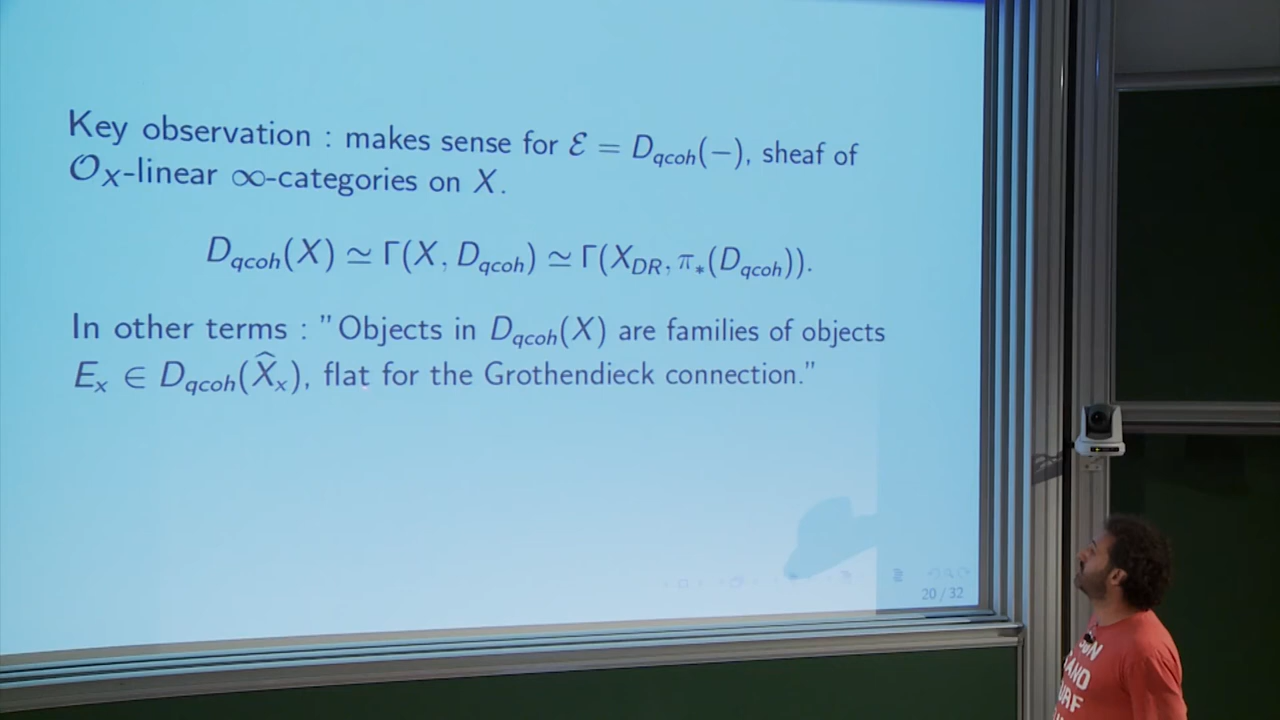 Key observation : makes sense for ℰ = D_{qcoh}(−), sheaf of
𝒪_X-linear ∞-categories on X.
D_{qcoh}(X) ≃ Γ(X, D_{qcoh}) ≃ Γ(X_{DR}, π_*(D_{qcoh})).
In other terms : "Objects in D_{qcoh}(X) are families of objects
E_x ∈ D_{qcoh}(X̂_x), flat for the Grothendieck connection."
20 / 32